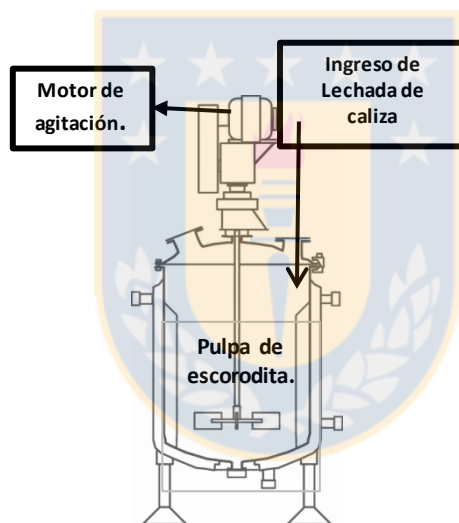 Motor de
agitación.
Ingreso de
Lechada de
caliza
Pulpa de
escorodita.